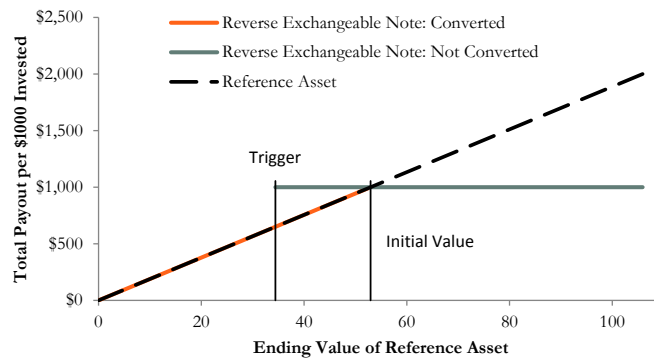 $2,500
$2,000
$1,500
$1,000
$500
$0
Total Payout per $1000 Invested
Reverse Exchangeable Note: Converted
Reverse Exchangeable Note: Not Converted
Reference Asset
Trigger
Initial Value
0 20 40 60 80 100
Ending Value of Reference Asset